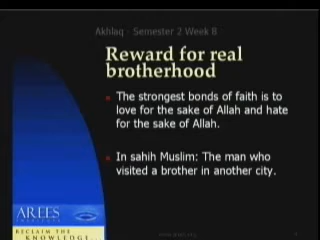 Akhlaq - Semester 2 Week 8
Reward for real
brotherhood
The strongest bonds of faith is to
love for the sake of Allah and hate
for the sake of Allah.
In sahih Muslim: The man who
visited a brother in another city.
RECLAIM THE
KNOWLEDGE...